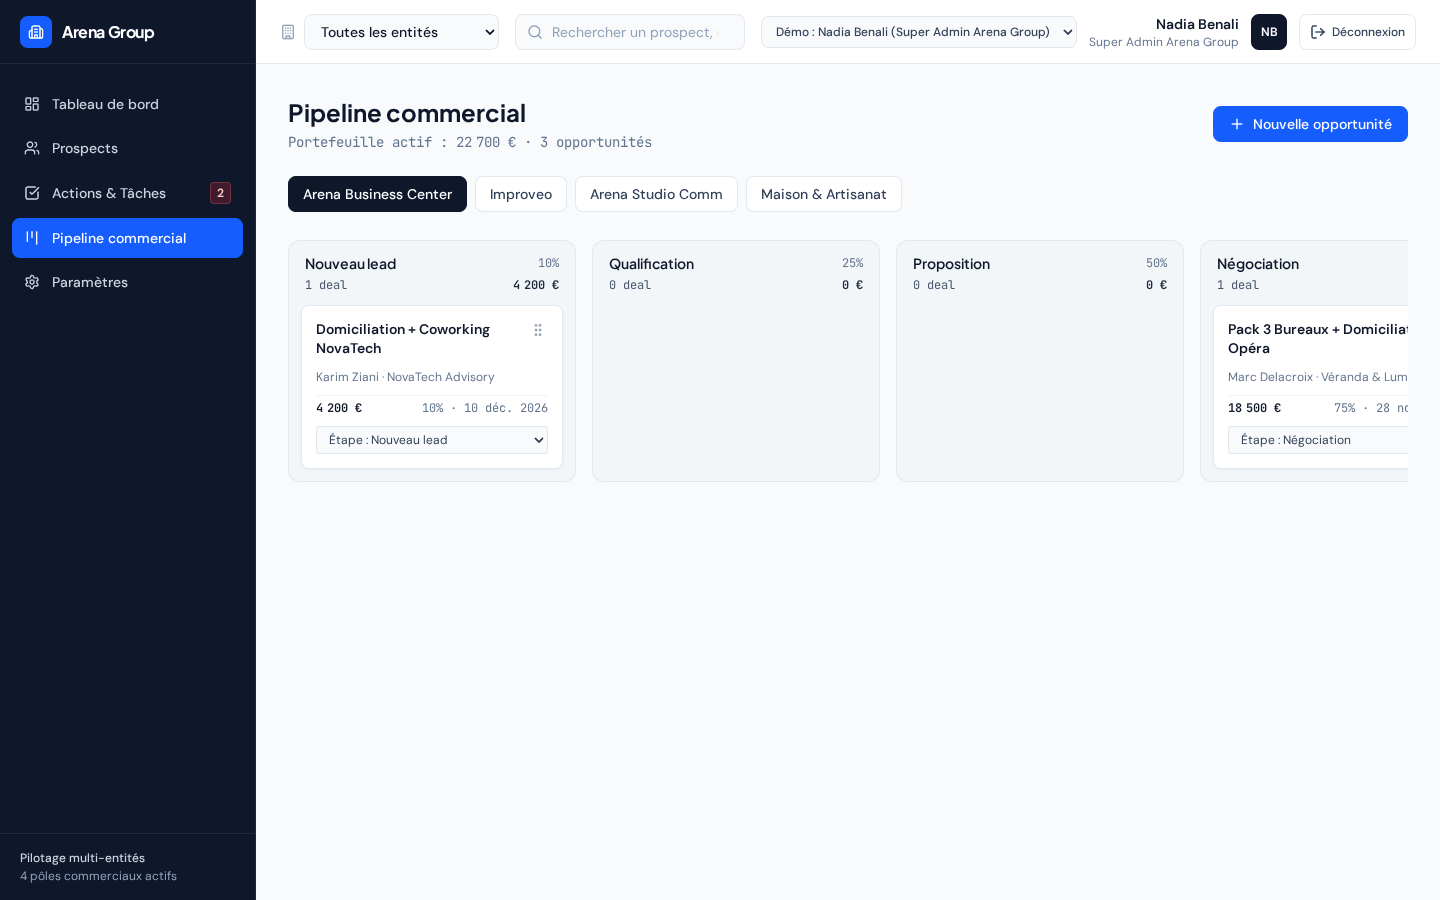 Arena Group
Toutes les entités
Rechercher un prospect,
Démo : Nadia Benali (Super Admin Arena Group)
Nadia Benali
Super Admin Arena Group
NB
Déconnexion
Tableau de bord
Prospects
Actions & Tâches
2
Pipeline commercial
Paramètres
Pilotage multi-entités
4 pôles commerciaux actifs
Pipeline commercial
Portefeuille actif : 22 700 € · 3 opportunités
Nouvelle opportunité
Arena Business Center
Improveo
Arena Studio Comm
Maison & Artisanat
Nouveau lead
10%
1 deal
4 200 €
Domiciliation + Coworking
NovaTech
Karim Ziani · NovaTech Advisory
4 200 €
10% · 10 déc. 2026
Étape : Nouveau lead
Qualification
25%
0 deal
0 €
Proposition
50%
0 deal
0 €
Négociation
1 deal
Pack 3 Bureaux + Domiciliat
Opéra
Marc Delacroix · Véranda & Lum
18 500 €
75% · 28 no
Étape : Négociation